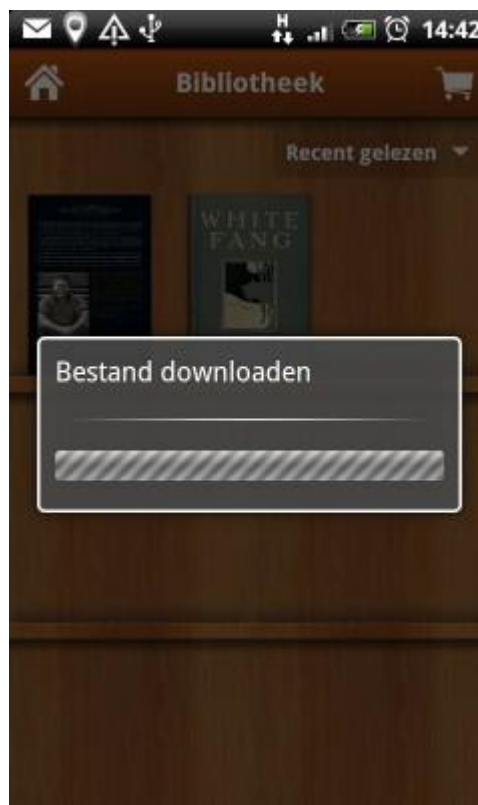 H
14:42
Bibliotheek
Recent gelezen
WHITE
FANG
Bestand downloaden